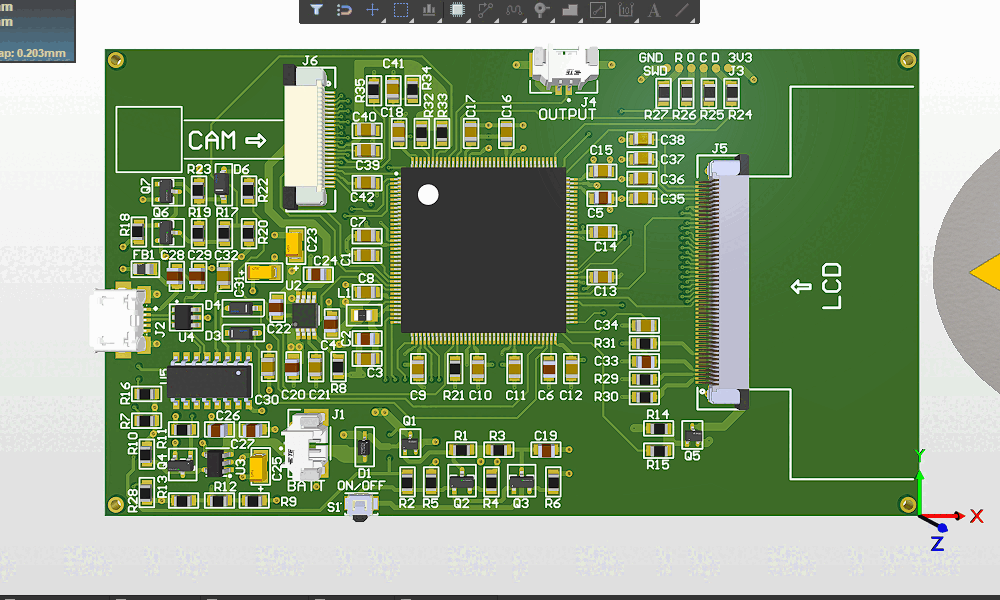 m
m
ap: 0.203mm
J6
C41
R35
C18
R34
R32
R33
C17
C16
C40
C39
C42
OUTPUT
J4
GND R O C D 3V3
SWD
J3
R27 R26 R25 R24
CAM ⇨
C38
C37
C36
C35
J5
C15
C5
C14
C13
R23
D6
Q7
R22
Q6
R19
R17
R18
R20
C7
C1
FB1
C28
C29
C32
C23
C24
C31
U2
L1
C8
D4
D3
C22
J2
U4
C2
C4
C3
C34
R31
C33
R29
R30
⇦ LCD
U5
C30
C20
C21
R8
C9
R21
C10
C11
C6
C12
R16
R7
R11
C26
J1
Q1
R14
R10
C27
R1
R3
C19
R15
Q5
Q4
U3
C25
BATT
D1
R13
R12
ON/OFF
R28
R9
S1
R2
R5
Q2
R4
Q3
R6
Y
X
Z